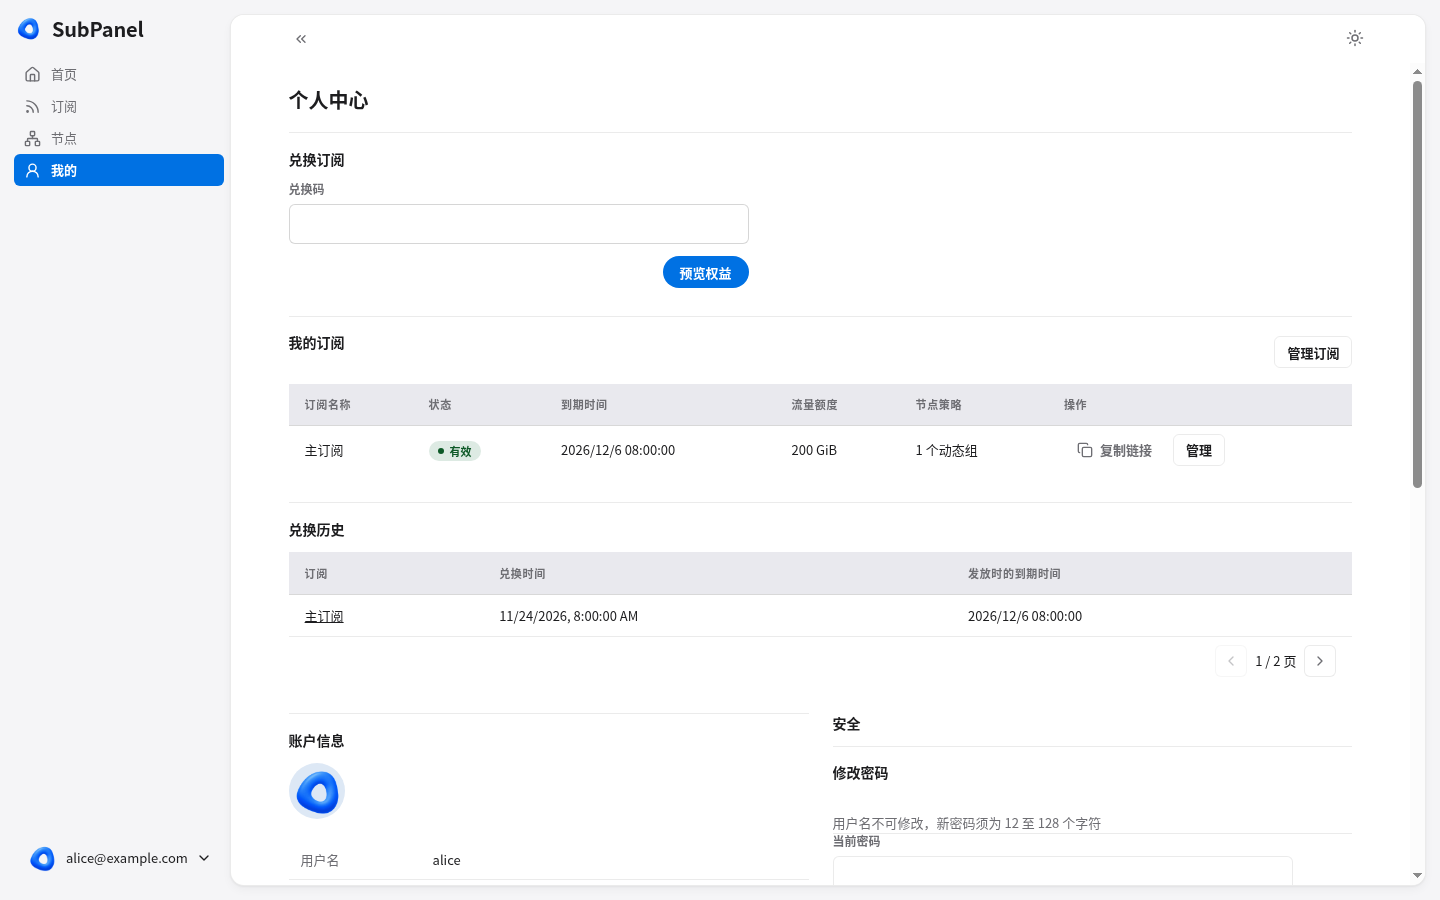 SubPanel
首页
订阅
节点
我的
个人中心
兑换订阅
兑换码
预览权益
我的订阅
管理订阅
订阅名称 状态 到期时间 流量额度 节点策略 操作
主订阅 有效 2026/12/6 08:00:00 200 GiB 1 个动态组 复制链接 管理
兑换历史
订阅 兑换时间 发放时的到期时间
主订阅 11/24/2026, 8:00:00 AM 2026/12/6 08:00:00
1 / 2 页
账户信息
用户名 alice
安全
修改密码
用户名不可修改，新密码须为 12 至 128 个字符
当前密码
alice@example.com